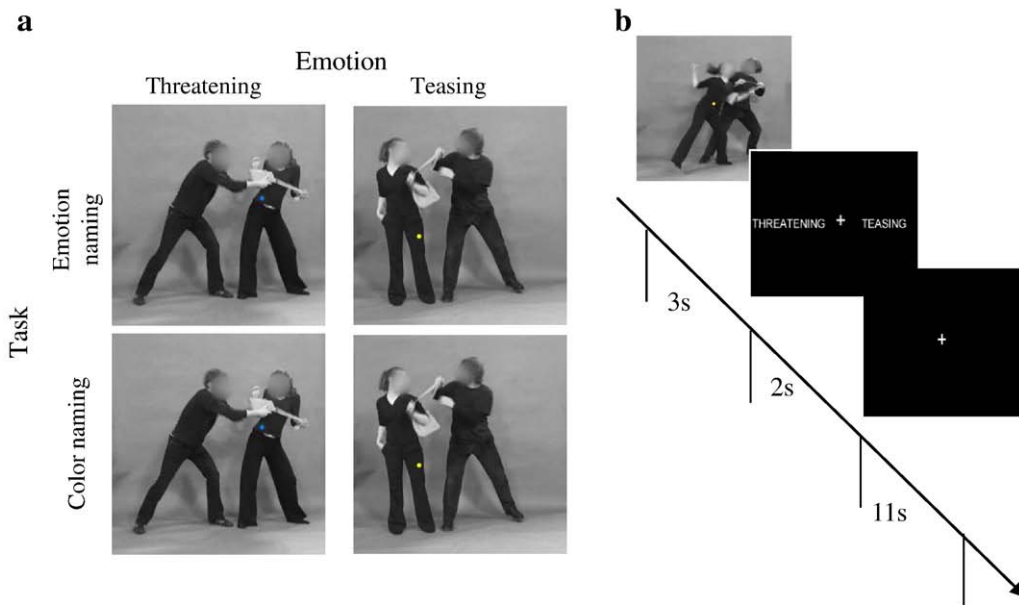 a
Emotion
Threatening
Teasing
Emotion
naming
Task
Color naming
b
THREATENING + TEASING
+
3s
2s
11s